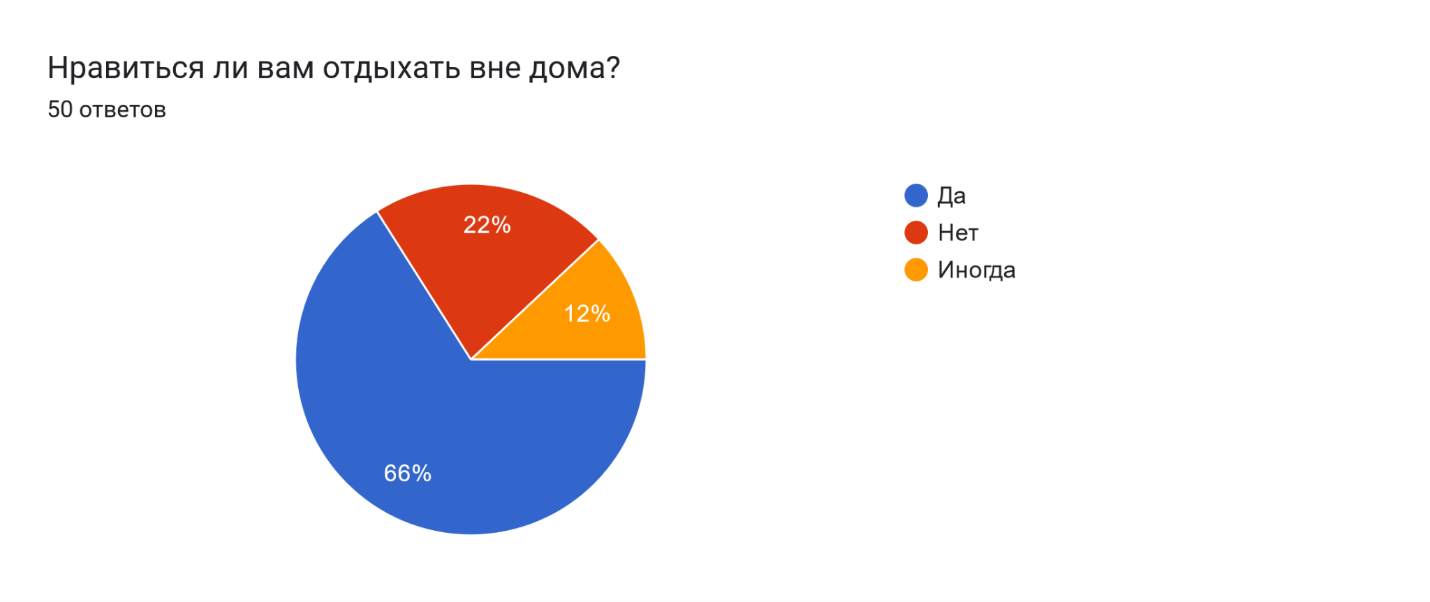 Нравиться ли вам отдыхать вне дома?
50 ответов
22%
12%
66%
Да
Нет
Иногда